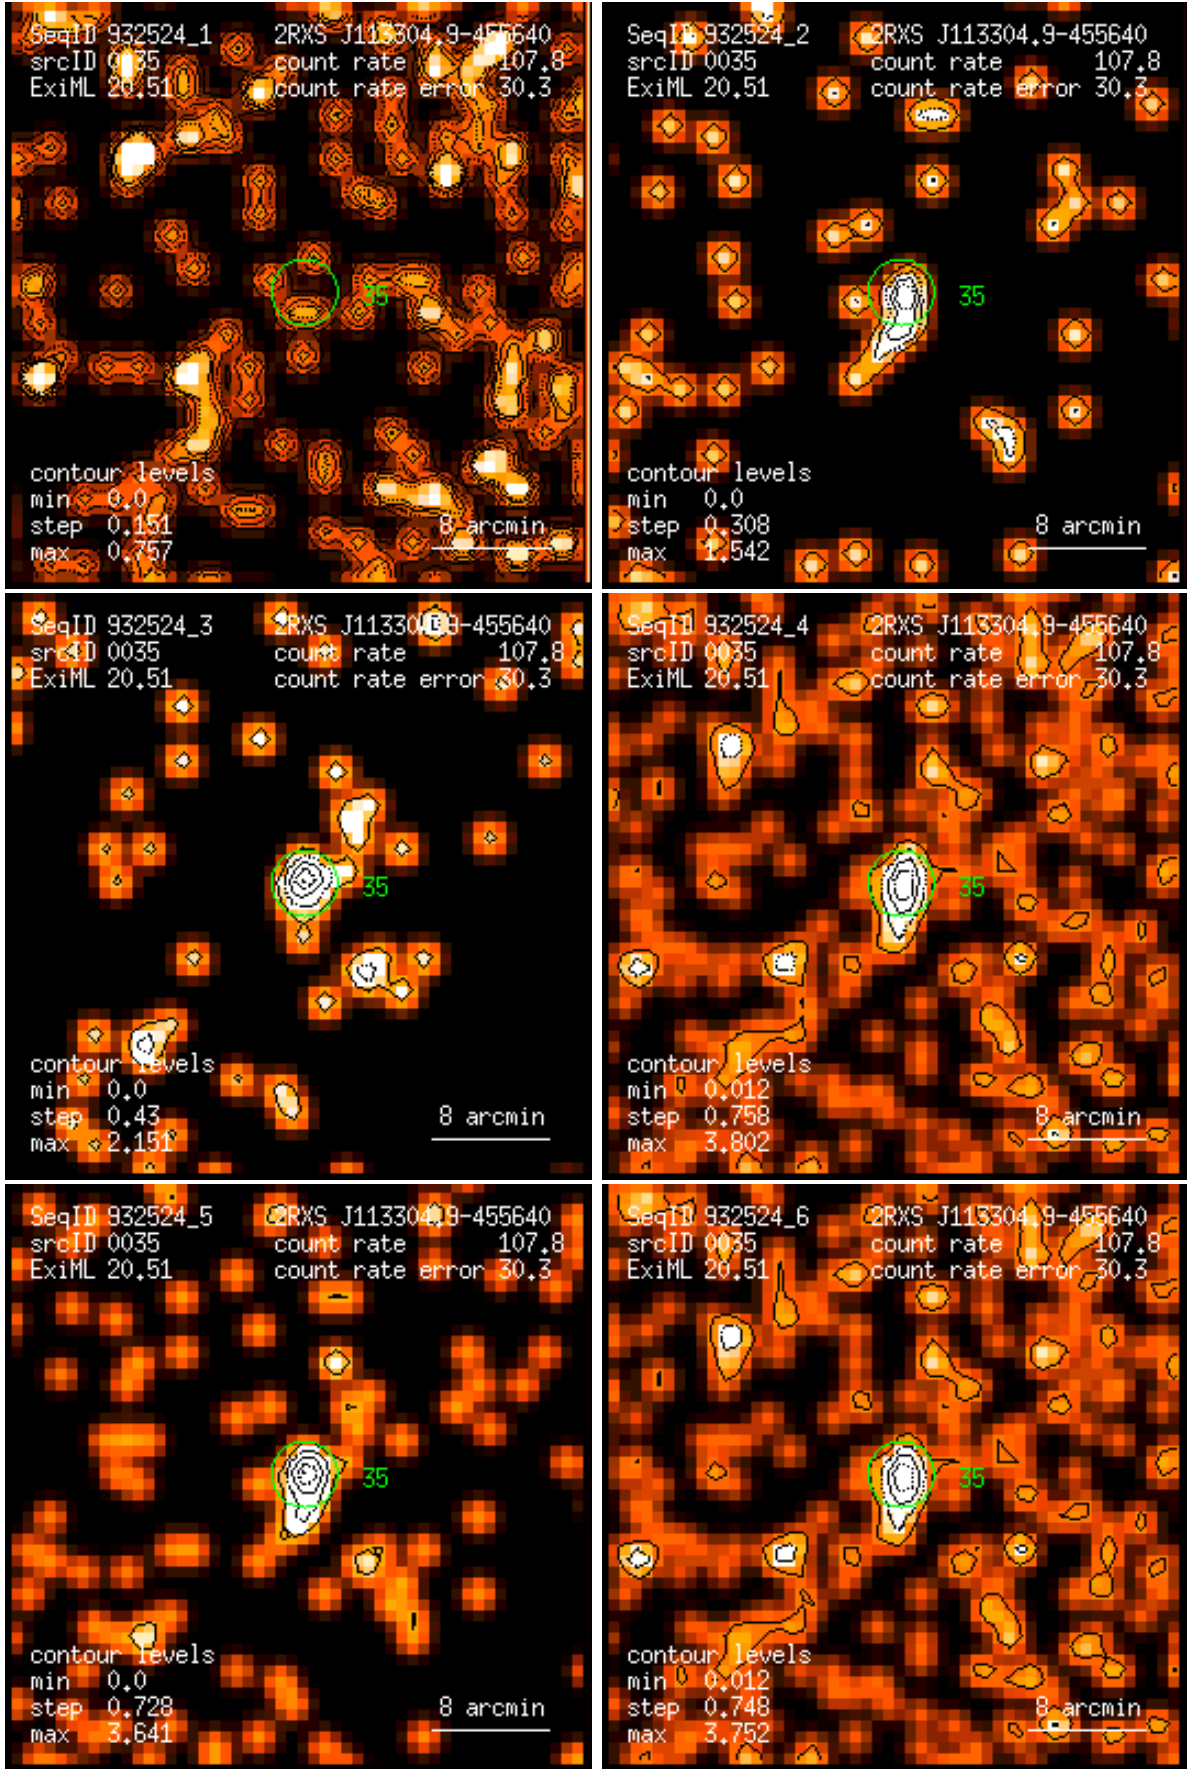 SeqID 932524_1 2RXS J113304.9-455640
srcID 0035 count rate 107.8
ExiML 20.51 count rate error 30.3
35
contour levels
min 0.0
step 0.151
max 0.757
8 arcmin
SeqID 932524_2 2RXS J113304.9-455640
srcID 0035 count rate 107.8
ExiML 20.51 count rate error 30.3
35
contour levels
min 0.0
step 0.308
max 1.542
8 arcmin
SeqID 932524_3 2RXS J113304.9-455640
srcID 0035 count rate 107.8
ExiML 20.51 count rate error 30.3
35
contour levels
min 0.0
step 0.43
max 2.151
8 arcmin
SeqID 932524_4 2RXS J113304.9-455640
srcID 0035 count rate 107.8
ExiML 20.51 count rate error 30.3
35
contour levels
min 0.012
step 0.758
max 3.802
8 arcmin
SeqID 932524_5 2RXS J113304.9-455640
srcID 0035 count rate 107.8
ExiML 20.51 count rate error 30.3
35
contour levels
min 0.0
step 0.728
max 3.641
8 arcmin
SeqID 932524_6 2RXS J113304.9-455640
srcID 0035 count rate 107.8
ExiML 20.51 count rate error 30.3
35
contour levels
min 0.012
step 0.748
max 3.752
8 arcmin